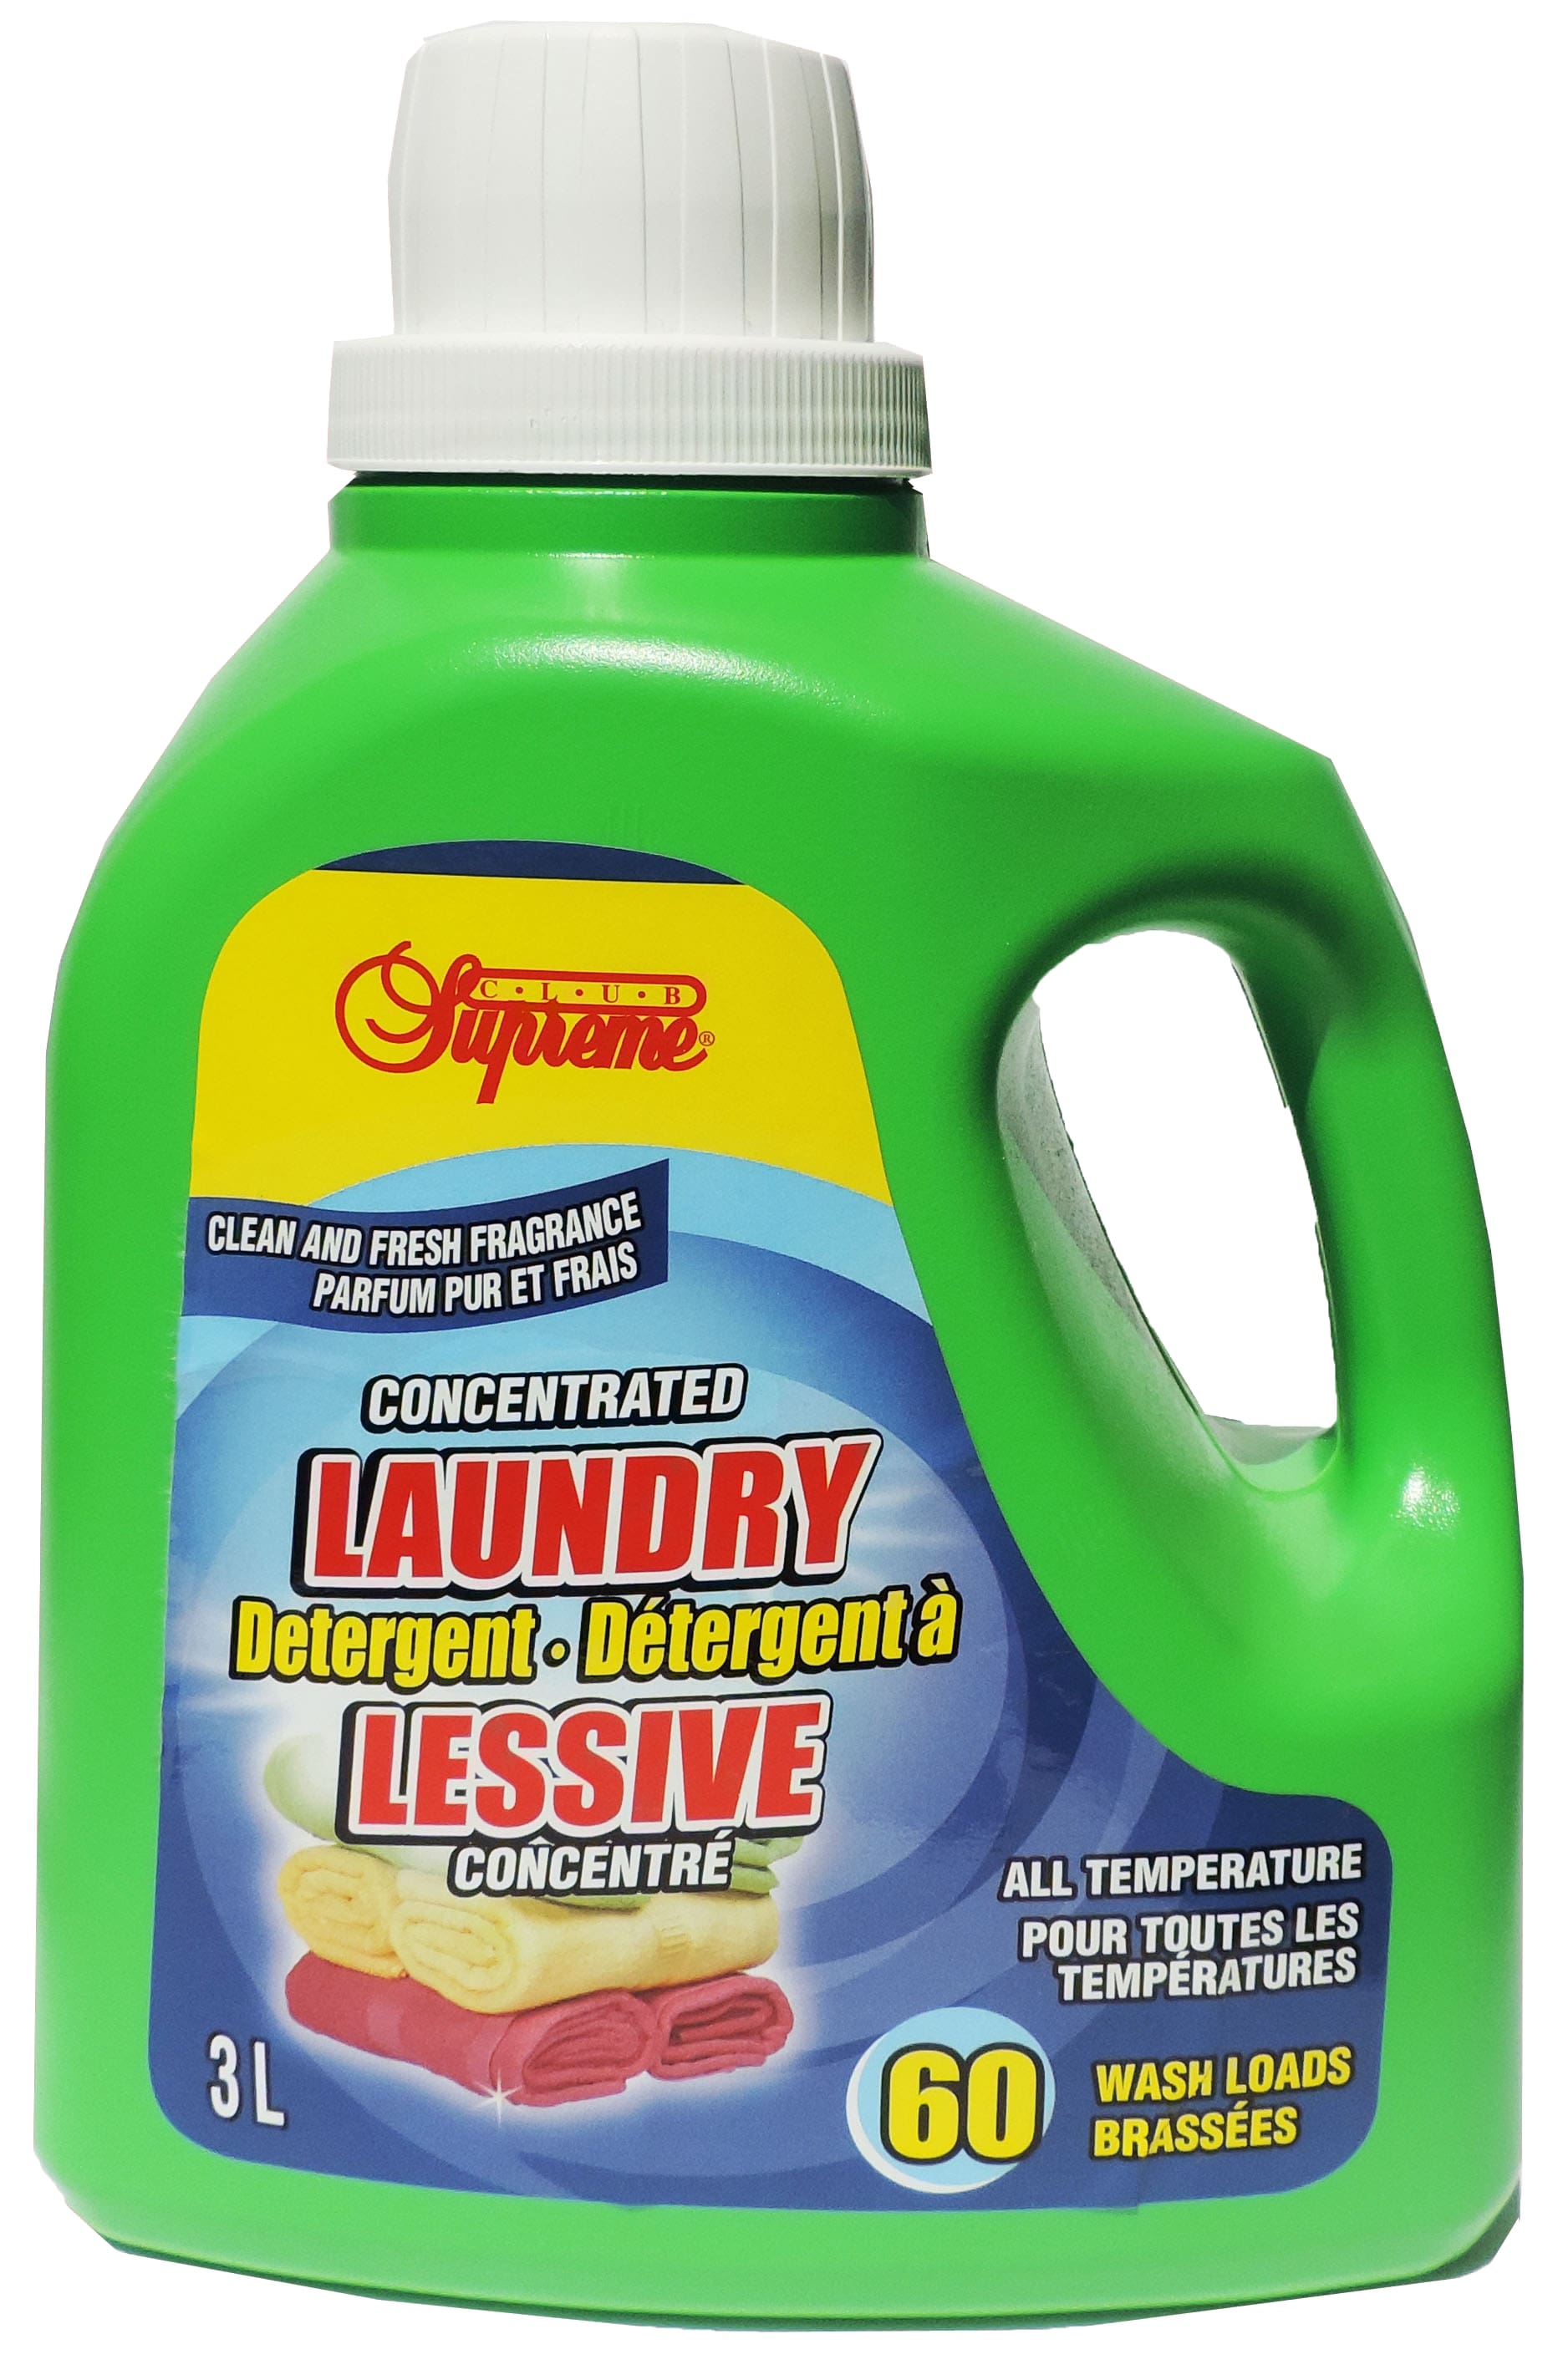 C·L·U·B
Supreme®
CLEAN AND FRESH FRAGRANCE
PARFUM PUR ET FRAIS
CONCENTRATED
LAUNDRY
Detergent · Détergent à
LESSIVE
CONCENTRÉ
ALL TEMPERATURE
POUR TOUTES LES
TEMPÉRATURES
3 L
60
WASH LOADS
BRASSÉES